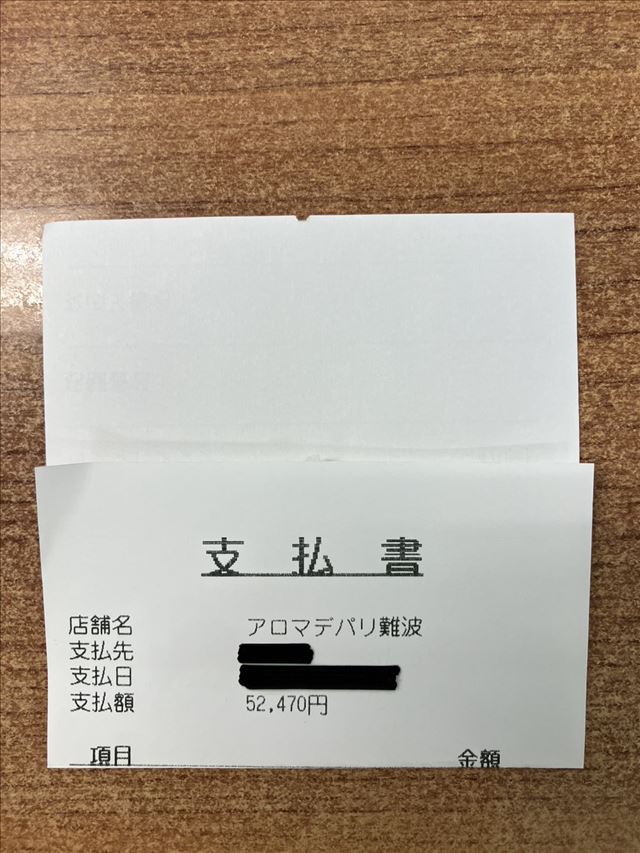 支払書
店舗名 アロマデパリ難波
支払先
支払日
支払額 52,470円
項目 金額